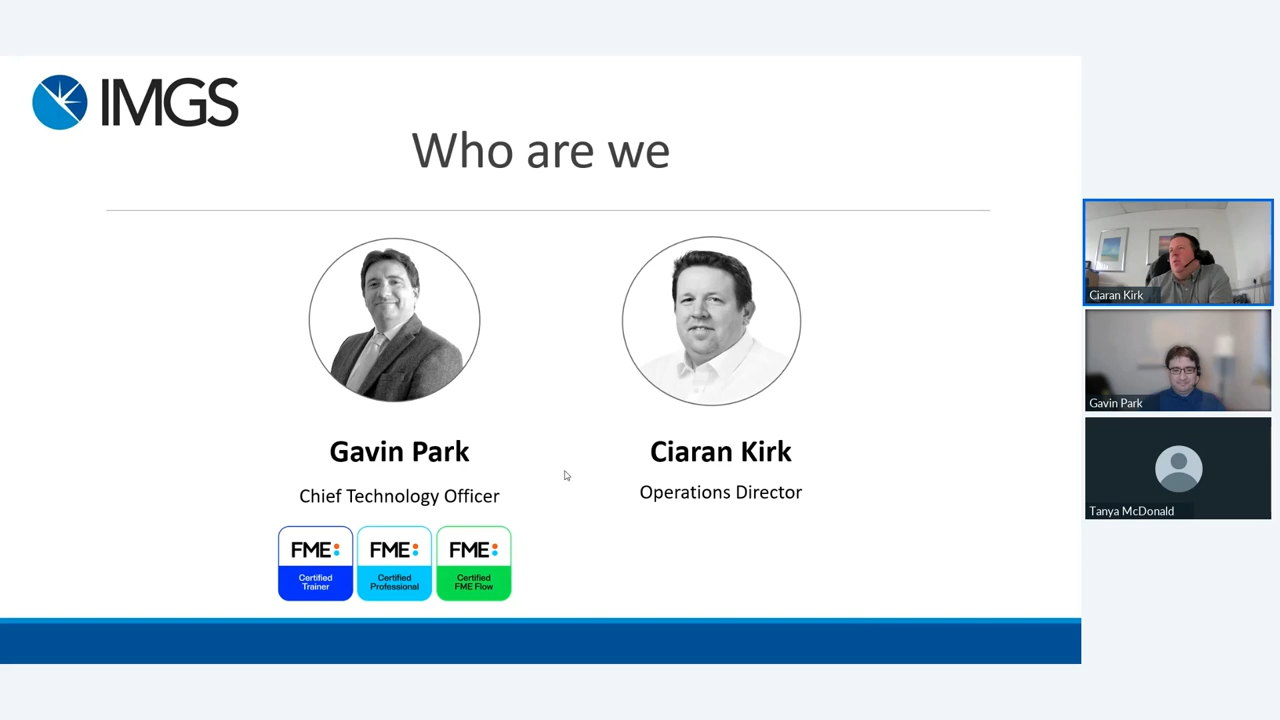 IMGS
Who are we
Gavin Park
Chief Technology Officer
FME:
Certified
Trainer
FME:
Certified
Professional
FME:
Certified
FME Flow
Ciaran Kirk
Operations Director
Ciaran Kirk
Gavin Park
Tanya McDonald